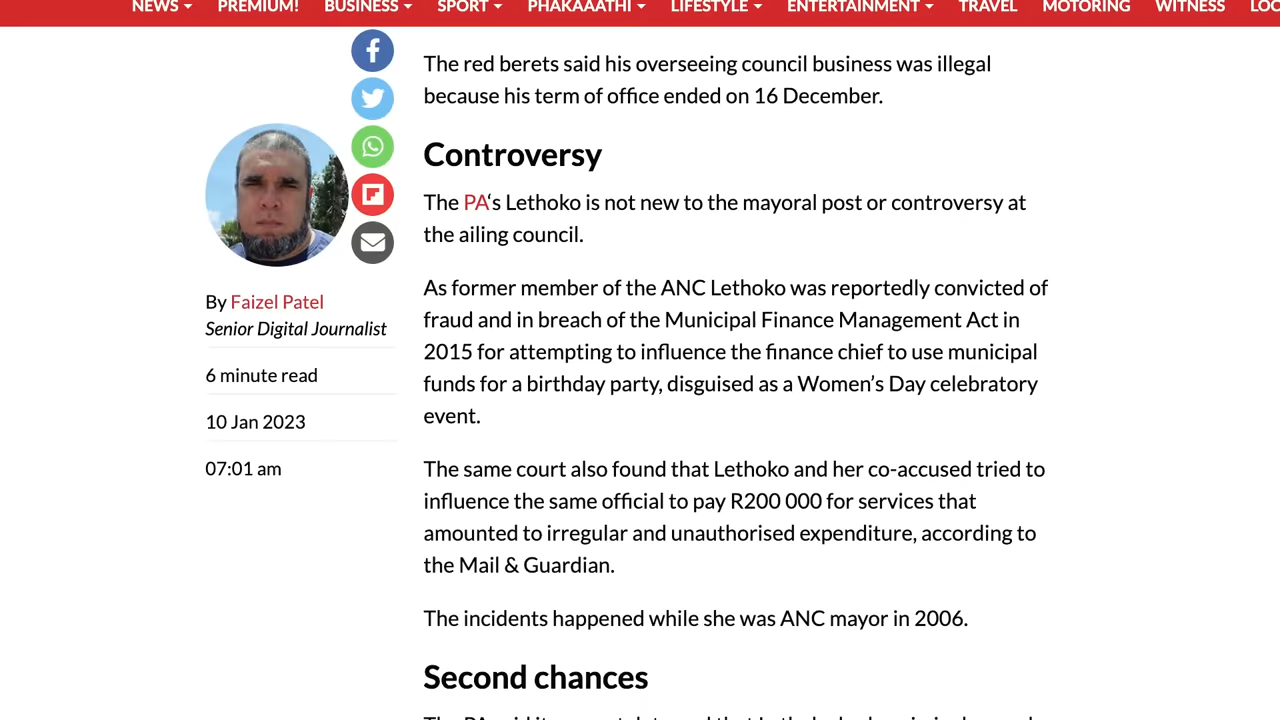 NEWS PREMIUM! BUSINESS SPORT PHAKAAATHI LIFESTYLE ENTERTAINMENT TRAVEL MOTORING WITNESS
The red berets said his overseeing council business was illegal
because his term of office ended on 16 December.
Controversy
The PA‘s Lethoko is not new to the mayoral post or controversy at
the ailing council.
As former member of the ANC Lethoko was reportedly convicted of
fraud and in breach of the Municipal Finance Management Act in
2015 for attempting to influence the finance chief to use municipal
funds for a birthday party, disguised as a Women’s Day celebratory
event.
The same court also found that Lethoko and her co-accused tried to
influence the same official to pay R200 000 for services that
amounted to irregular and unauthorised expenditure, according to
the Mail & Guardian.
The incidents happened while she was ANC mayor in 2006.
Second chances
By Faizel Patel
Senior Digital Journalist
6 minute read
10 Jan 2023
07:01 am